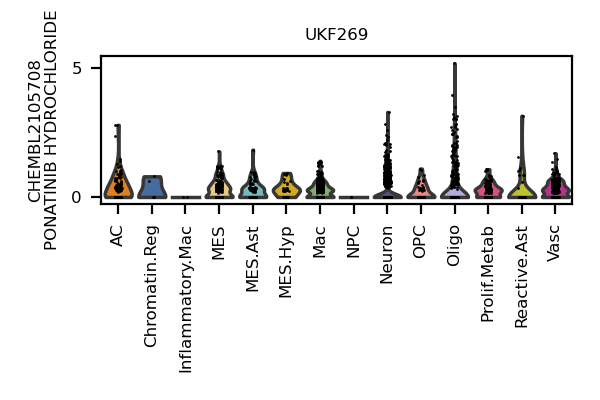 UKF269
CHEMBL2105708
PONATINIB HYDROCHLORIDE
5
0
AC
Chromatin.Reg
Inflammatory.Mac
MES
MES.Ast
MES.Hyp
Mac
NPC
Neuron
OPC
Oligo
Prolif.Metab
Reactive.Ast
Vasc